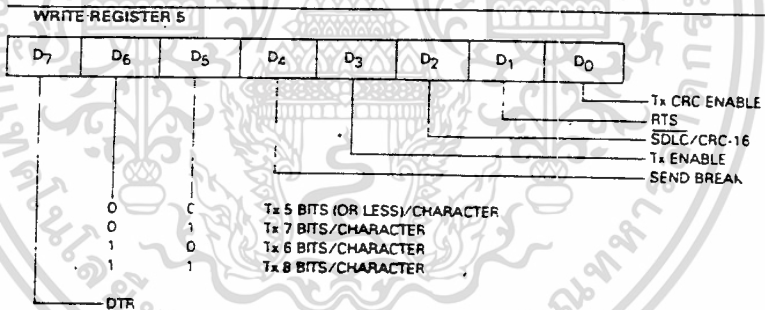 WRITE REGISTER 5
D7 D6 D5 D4 D3 D2 D1 D0
Tx CRC ENABLE
RTS
SDLC/CRC-16
Tx ENABLE
SEND BREAK
0 0 Tx 5 BITS (OR LESS)/CHARACTER
0 1 Tx 7 BITS/CHARACTER
1 0 Tx 6 BITS/CHARACTER
1 1 Tx 8 BITS/CHARACTER
DTR